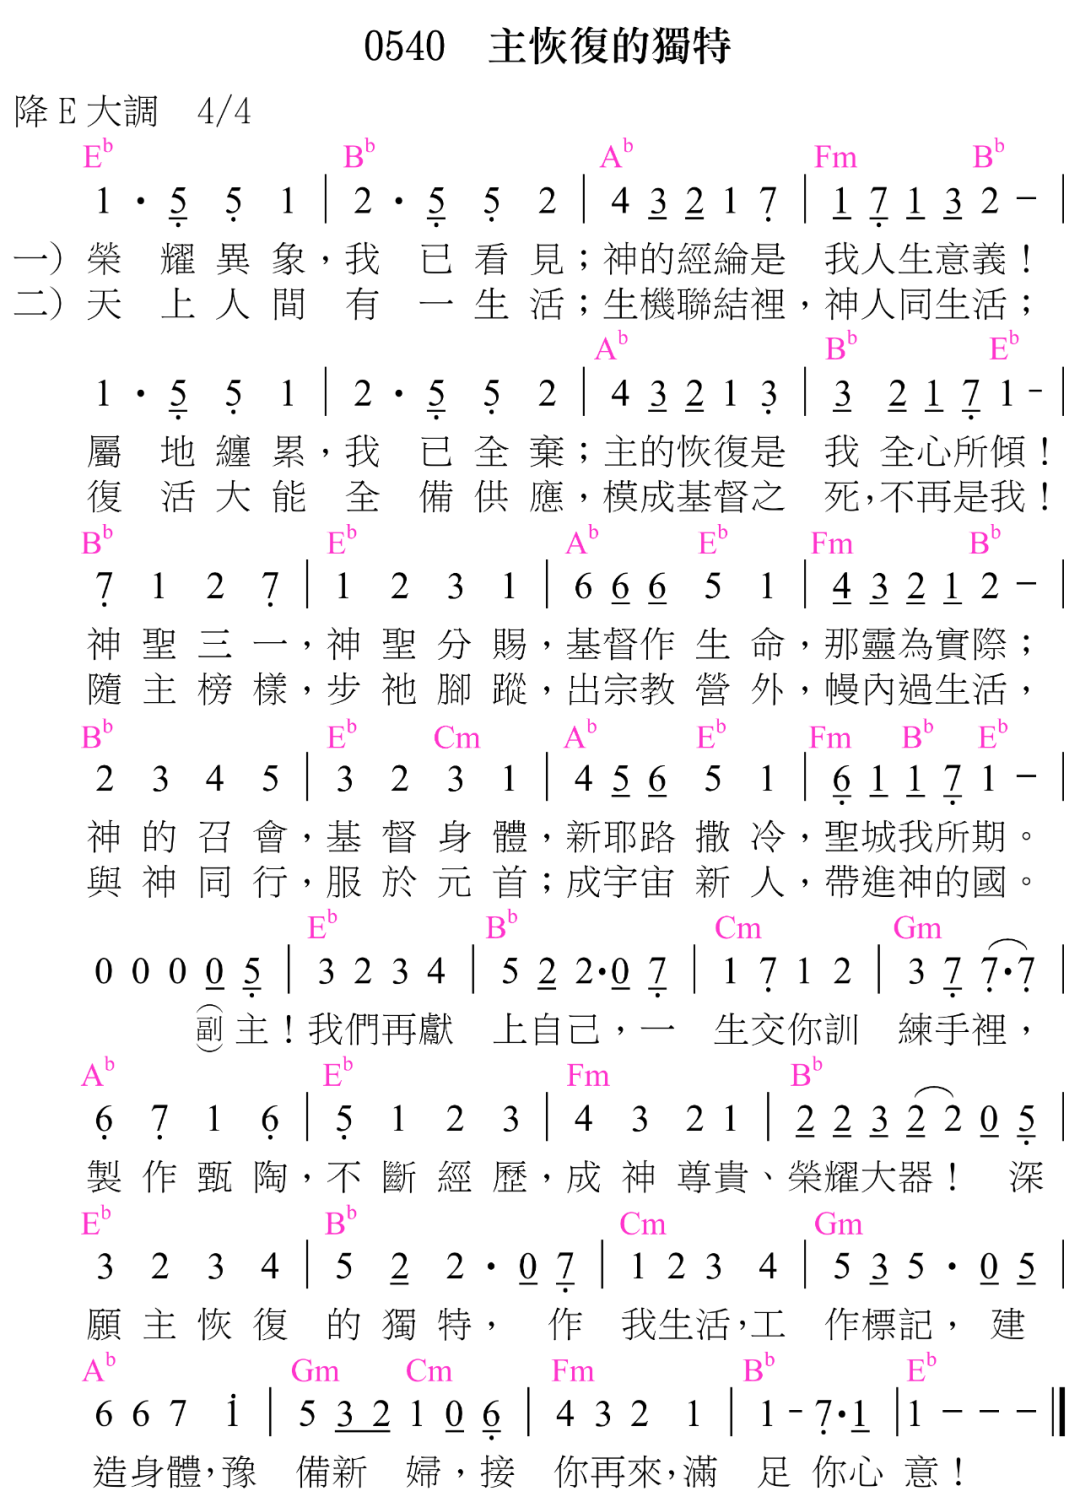 0540　主恢復的獨特
降E大調　4/4
E♭ B♭ A♭ Fm B♭
1 · 5̣ 5̣ 1 | 2 · 5̣ 5̣ 2 | 4 3 2 1 7̣ | 1 7̣ 1 3 2 － |
一）榮 耀 異 象，我 已 看 見；神的經綸是 我人生意義！
二）天 上 人 間 有 一 生 活；生機聯結裡，神人同生活；
A♭ B♭ E♭
1 · 5̣ 5̣ 1 | 2 · 5̣ 5̣ 2 | 4 3 2 1 3̣ | 3 2 1 7̣ 1 - |
屬 地 纏 累，我 已 全 棄；主的恢復是 我 全心所傾！
復 活 大 能 全 備 供 應，模成基督之 死，不再是我！
B♭ E♭ A♭ E♭ Fm B♭
7̣ 1 2 7̣ | 1 2 3 1 | 6 6 6 5 1 | 4 3 2 1 2 － |
神 聖 三 一，神 聖 分 賜，基督作 生 命，那靈為實際；
隨 主 榜 樣，步 祂 腳 蹤，出宗教 營 外，幔內過生活，
B♭ E♭ Cm A♭ E♭ Fm B♭ E♭
2 3 4 5 | 3 2 3 1 | 4 5 6 5 1 | 6̣ 1 1 7̣ 1 － |
神 的 召 會，基 督 身 體，新耶路 撒 冷，聖城我所期。
與 神 同 行，服 於 元 首；成宇宙 新 人，帶進神的國。
E♭ B♭ Cm Gm
0 0 0 0 5̣ | 3 2 3 4 | 5 2 2·0 7̣ | 1 7̣ 1 2 | 3 7̣ 7̣·7̣ |
（副）主！我們再獻 上自己，一 生交你訓 練手裡，
A♭ E♭ Fm B♭
6̣ 7̣ 1 6̣ | 5̣ 1 2 3 | 4 3 2 1 | 2 2 3 2 2 0 5̣ |
製 作 甄 陶，不 斷 經 歷，成 神 尊貴、榮耀大器！ 深
E♭ B♭ Cm Gm
3 2 3 4 | 5 2 2 · 0 7̣ | 1 2 3 4 | 5 3 5 · 0 5 |
願 主 恢 復 的 獨 特， 作 我生活，工 作標記，建
A♭ Gm Cm Fm B♭ E♭
6 6 7 1̇ | 5 3 2 1 0 6̣ | 4 3 2 1 | 1 - 7̣·1 | 1 － － － ‖
造身體，豫 備新 婦，接 你再來，滿 足 你心 意！